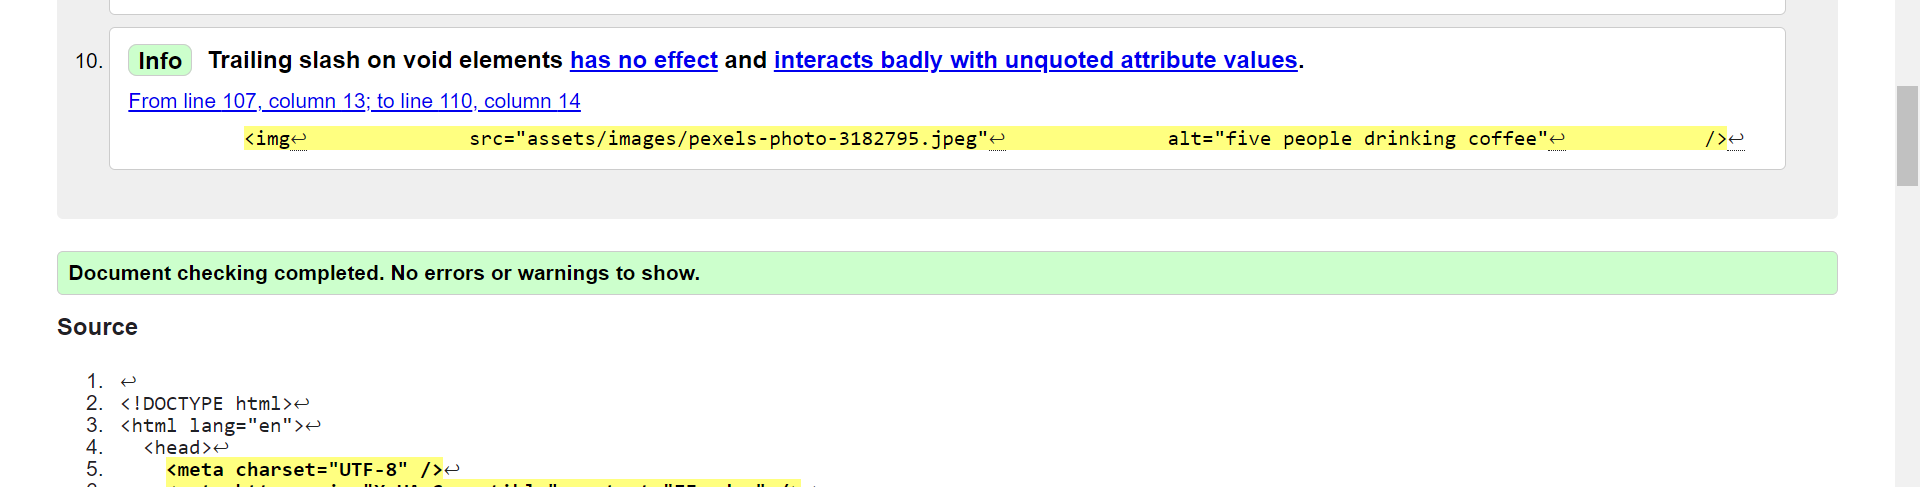 10. Info Trailing slash on void elements has no effect and interacts badly with unquoted attribute values.
From line 107, column 13; to line 110, column 14
<img↩ src="assets/images/pexels-photo-3182795.jpeg"↩ alt="five people drinking coffee"↩ />↩
Document checking completed. No errors or warnings to show.
Source
1. ↩
2. <!DOCTYPE html>↩
3. <html lang="en">↩
4. <head>↩
5. <meta charset="UTF-8" />↩